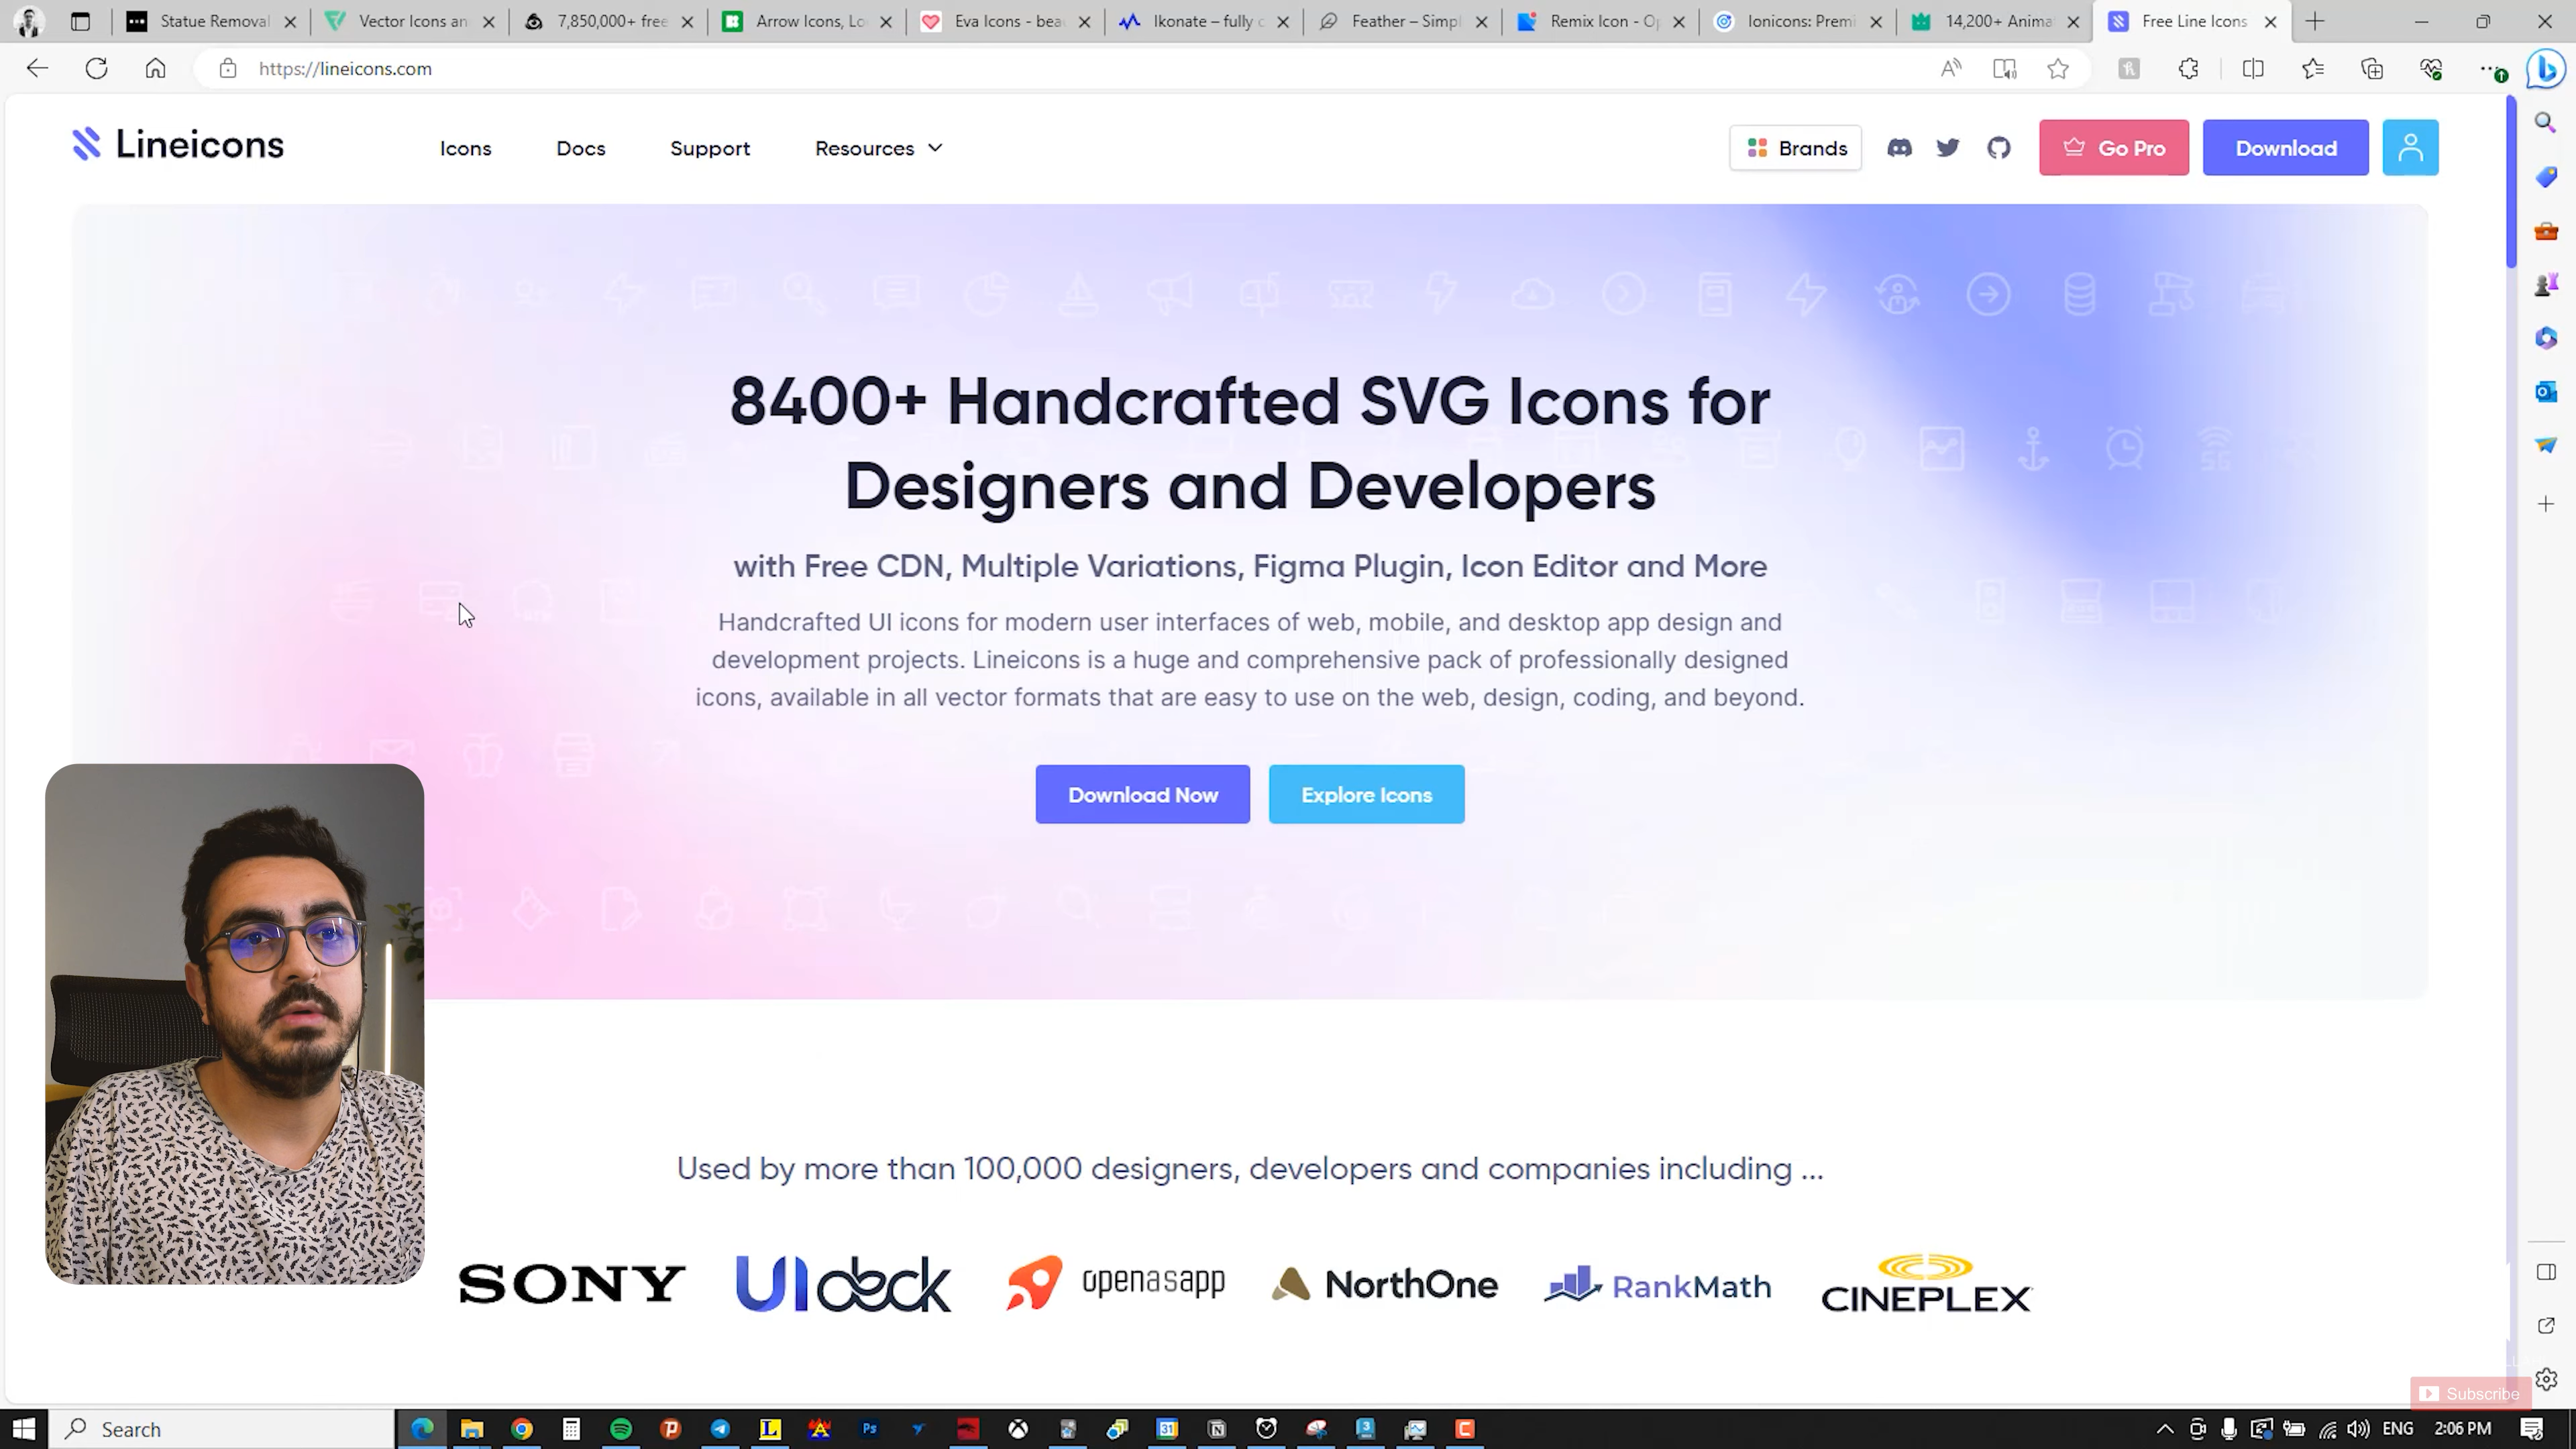 Statue Removal
Vector Icons an
7,850,000+ free
Arrow Icons, Lo
Eva Icons - bea
Ikonate – fully c
Feather – Simpl
Remix Icon - Op
Ionicons: Premi
14,200+ Anima
Free Line Icons
https://lineicons.com
Lineicons
Icons
Docs
Support
Resources
Brands
Go Pro
Download
8400+ Handcrafted SVG Icons for
Designers and Developers
with Free CDN, Multiple Variations, Figma Plugin, Icon Editor and More
Handcrafted UI icons for modern user interfaces of web, mobile, and desktop app design and
development projects. Lineicons is a huge and comprehensive pack of professionally designed
icons, available in all vector formats that are easy to use on the web, design, coding, and beyond.
Download Now
Explore Icons
Used by more than 100,000 designers, developers and companies including ...
SONY
UIdeck
openasapp
NorthOne
RankMath
CINEPLEX
Subscribe
Search
ENG
2:06 PM